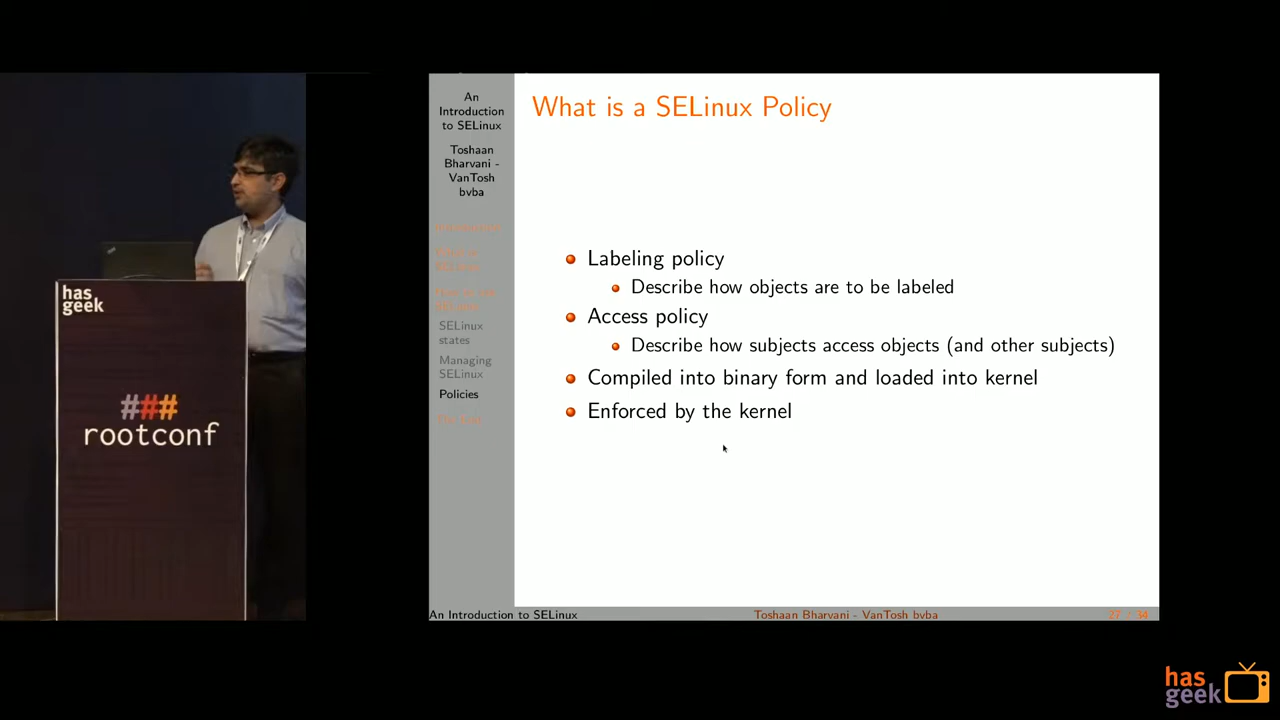 has
geek
###
rootconf
An
Introduction
to SELinux
Toshaan
Bharvani -
VanTosh
bvba
Introduction
SELinux
states
Managing
SELinux
Policies
What is a SELinux Policy
Labeling policy
Describe how objects are to be labeled
Access policy
Describe how subjects access objects (and other subjects)
Compiled into binary form and loaded into kernel
Enforced by the kernel
An Introduction to SELinux
Toshaan Bharvani - VanTosh bvba
27 / 34
has
geek